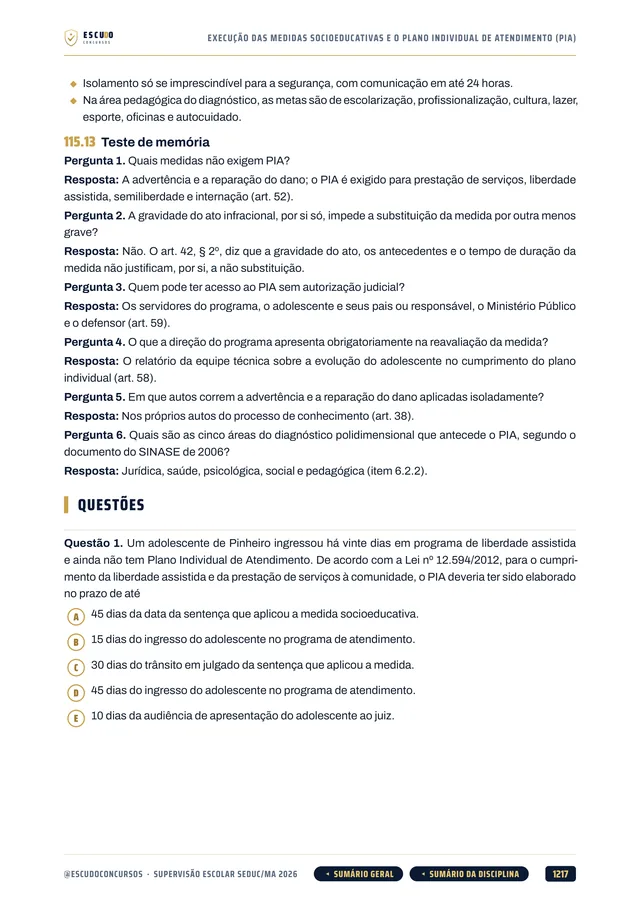 ESCUDO
CONCURSOS
EXECUÇÃO DAS MEDIDAS SOCIOEDUCATIVAS E O PLANO INDIVIDUAL DE ATENDIMENTO (PIA)
Isolamento só se imprescindível para a segurança, com comunicação em até 24 horas.
Na área pedagógica do diagnóstico, as metas são de escolarização, profissionalização, cultura, lazer,
esporte, oficinas e autocuidado.
115.13 Teste de memória
Pergunta 1. Quais medidas não exigem PIA?
Resposta: A advertência e a reparação do dano; o PIA é exigido para prestação de serviços, liberdade
assistida, semiliberdade e internação (art. 52).
Pergunta 2. A gravidade do ato infracional, por si só, impede a substituição da medida por outra menos
grave?
Resposta: Não. O art. 42, § 2º, diz que a gravidade do ato, os antecedentes e o tempo de duração da
medida não justificam, por si, a não substituição.
Pergunta 3. Quem pode ter acesso ao PIA sem autorização judicial?
Resposta: Os servidores do programa, o adolescente e seus pais ou responsável, o Ministério Público
e o defensor (art. 59).
Pergunta 4. O que a direção do programa apresenta obrigatoriamente na reavaliação da medida?
Resposta: O relatório da equipe técnica sobre a evolução do adolescente no cumprimento do plano
individual (art. 58).
Pergunta 5. Em que autos correm a advertência e a reparação do dano aplicadas isoladamente?
Resposta: Nos próprios autos do processo de conhecimento (art. 38).
Pergunta 6. Quais são as cinco áreas do diagnóstico polidimensional que antecede o PIA, segundo o
documento do SINASE de 2006?
Resposta: Jurídica, saúde, psicológica, social e pedagógica (item 6.2.2).
QUESTÕES
Questão 1. Um adolescente de Pinheiro ingressou há vinte dias em programa de liberdade assistida
e ainda não tem Plano Individual de Atendimento. De acordo com a Lei nº 12.594/2012, para o cumpri-
mento da liberdade assistida e da prestação de serviços à comunidade, o PIA deveria ter sido elaborado
no prazo de até
A 45 dias da data da sentença que aplicou a medida socioeducativa.
B 15 dias do ingresso do adolescente no programa de atendimento.
C 30 dias do trânsito em julgado da sentença que aplicou a medida.
D 45 dias do ingresso do adolescente no programa de atendimento.
E 10 dias da audiência de apresentação do adolescente ao juiz.
@ESCUDOCONCURSOS · SUPERVISÃO ESCOLAR SEDUC/MA 2026
SUMÁRIO GERAL
SUMÁRIO DA DISCIPLINA
1217